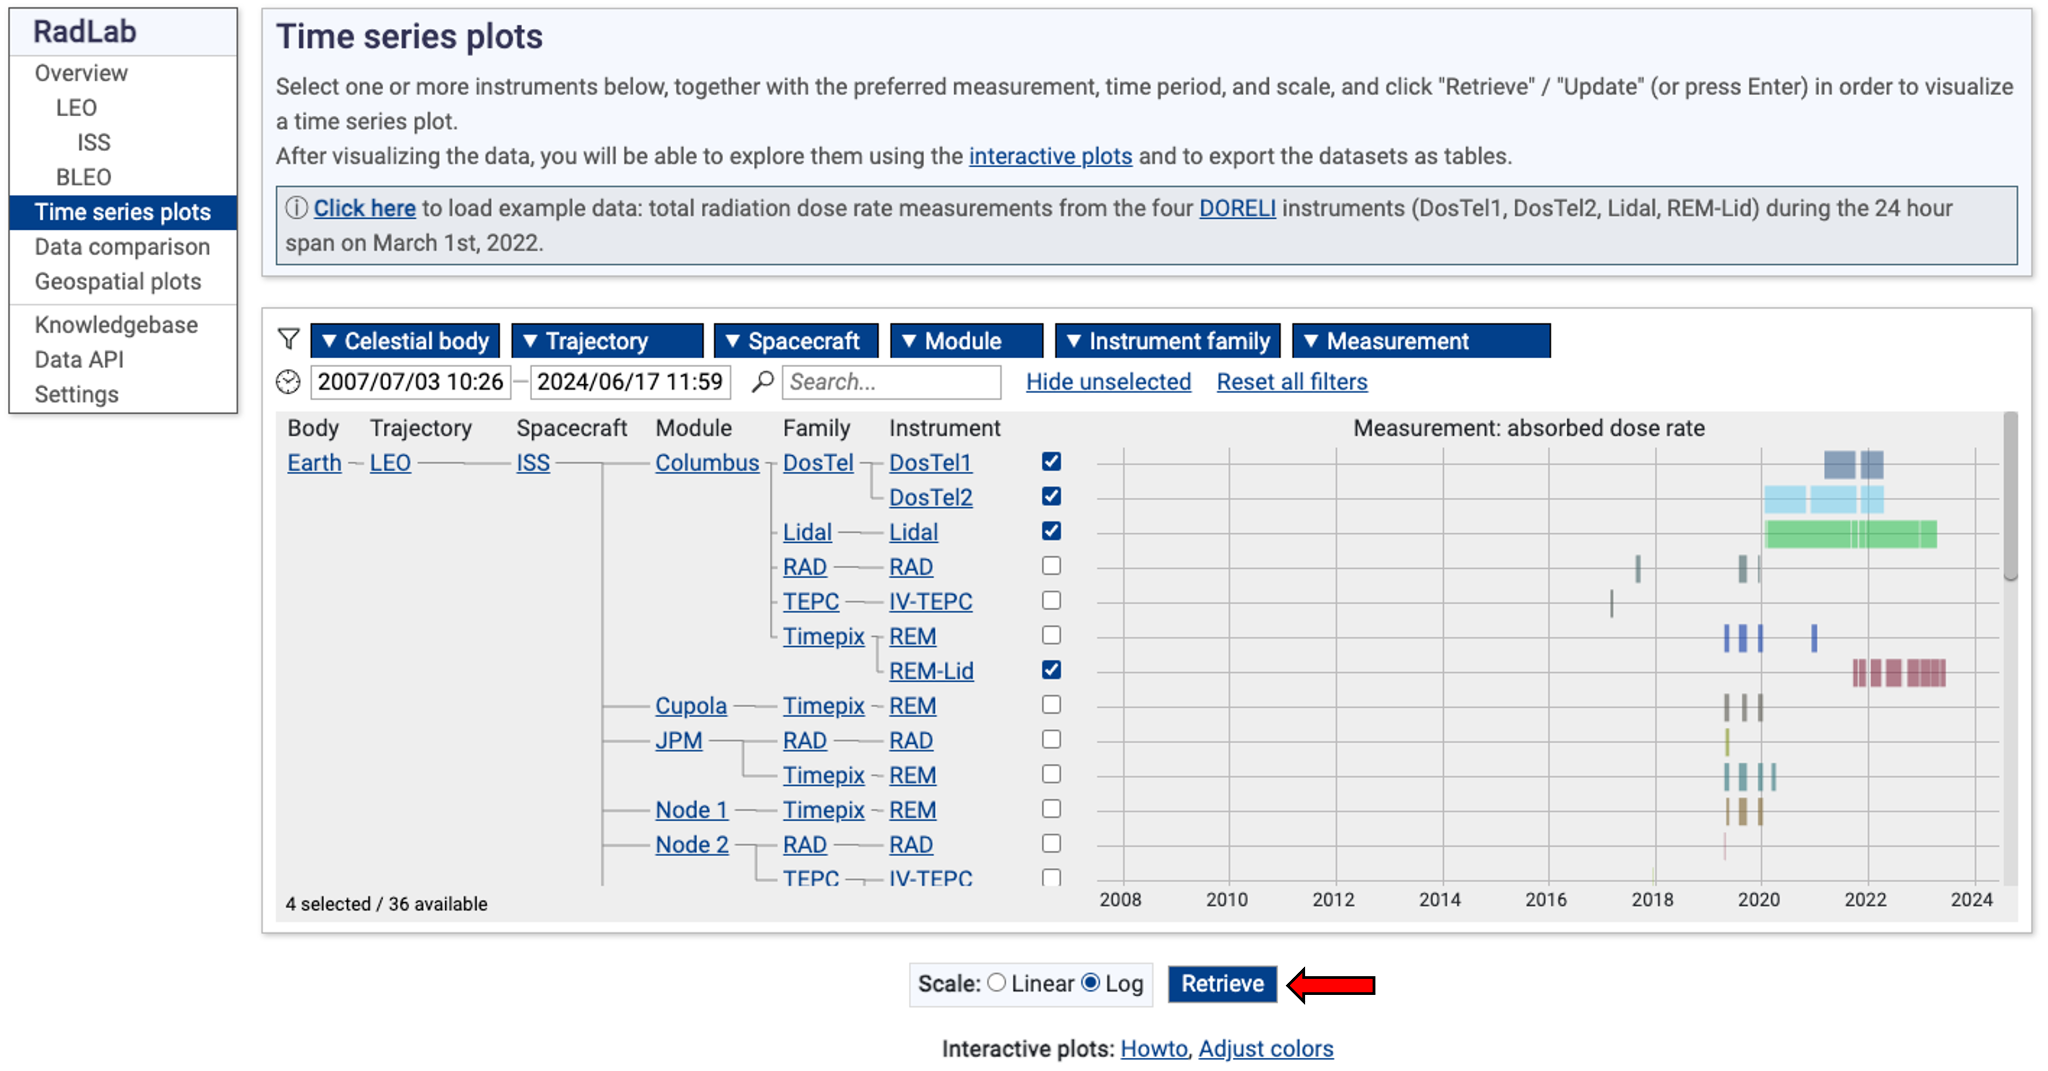 RadLab
Overview
LEO
ISS
BLEO
Time series plots
Data comparison
Geospatial plots
Knowledgebase
Data API
Settings
Time series plots
Select one or more instruments below, together with the preferred measurement, time period, and scale, and click "Retrieve" / "Update" (or press Enter) in order to visualize
a time series plot.
After visualizing the data, you will be able to explore them using the interactive plots and to export the datasets as tables.
ⓘ Click here to load example data: total radiation dose rate measurements from the four DORELI instruments (DosTel1, DosTel2, Lidal, REM-Lid) during the 24 hour
span on March 1st, 2022.
▼ Celestial body ▼ Trajectory ▼ Spacecraft ▼ Module ▼ Instrument family ▼ Measurement
2007/07/03 10:26 – 2024/06/17 11:59 Search... Hide unselected Reset all filters
Body Trajectory Spacecraft Module Family Instrument Measurement: absorbed dose rate
Earth LEO ISS Columbus DosTel DosTel1
DosTel2
Lidal Lidal
RAD RAD
TEPC IV-TEPC
Timepix REM
REM-Lid
Cupola Timepix REM
JPM RAD RAD
Timepix REM
Node 1 Timepix REM
Node 2 RAD RAD
TEPC IV-TEPC
4 selected / 36 available 2008 2010 2012 2014 2016 2018 2020 2022 2024
Scale: Linear Log Retrieve
Interactive plots: Howto, Adjust colors